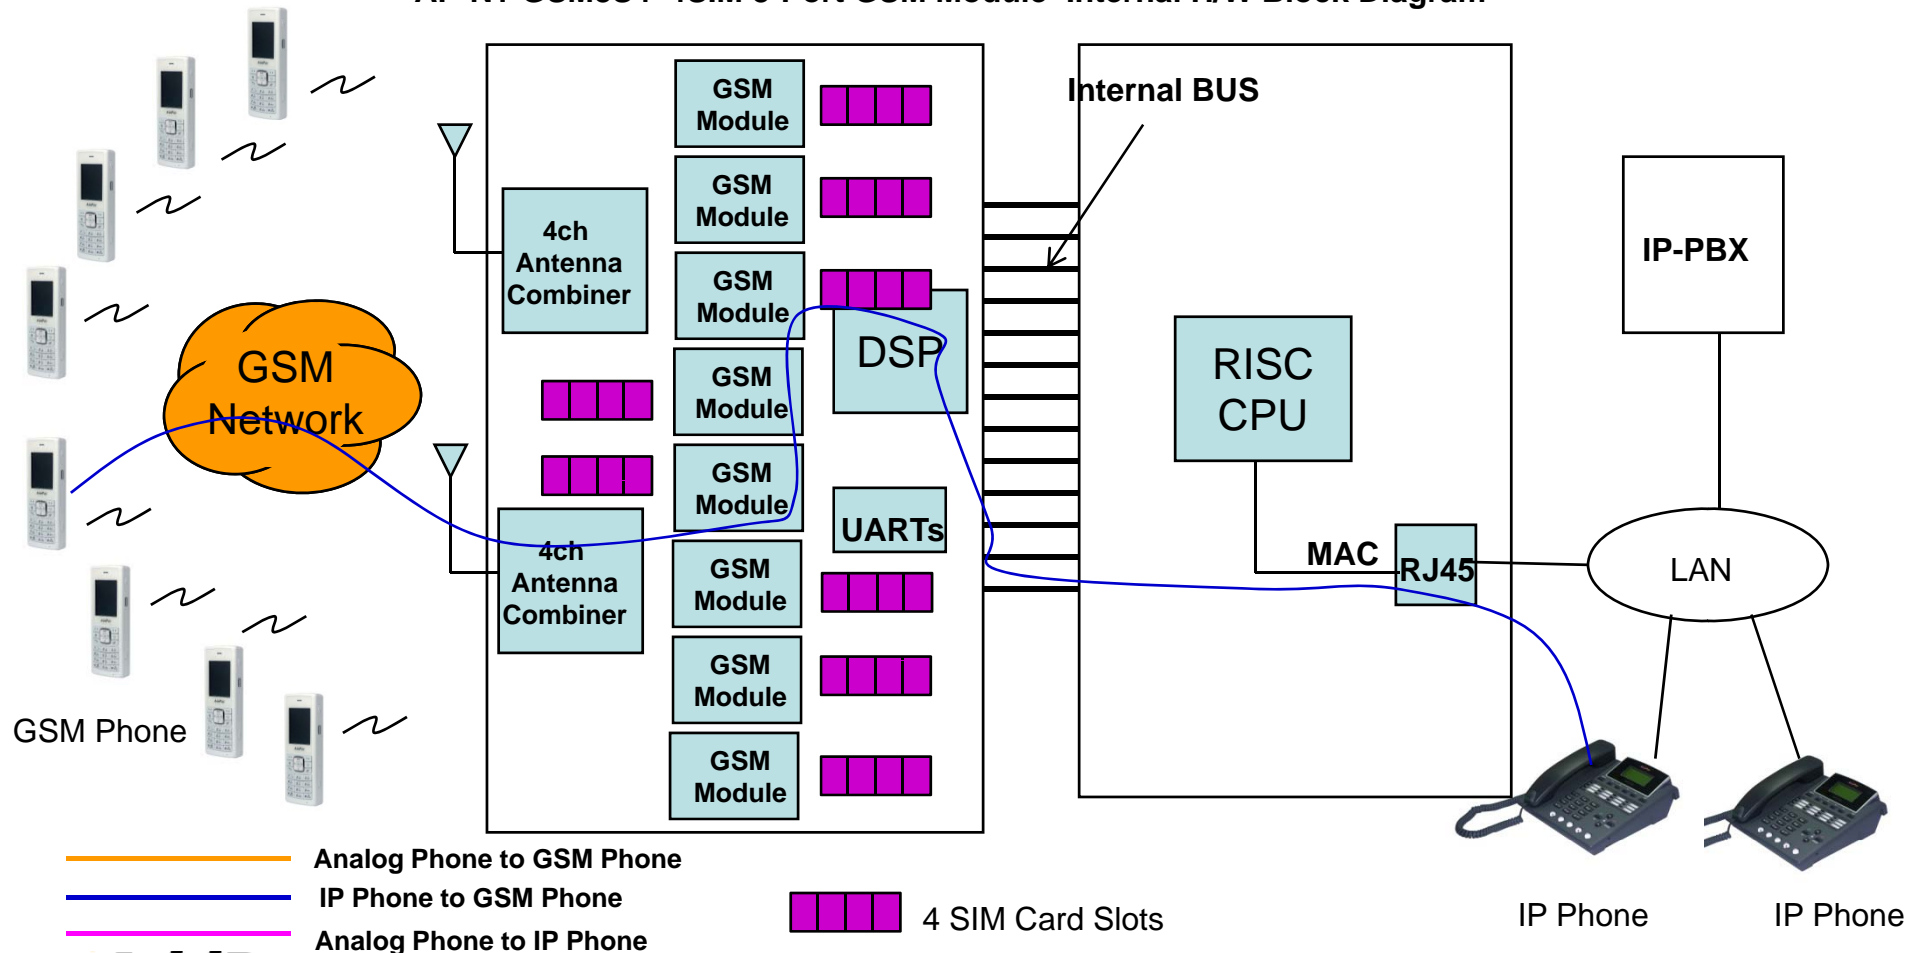 GSM
Module
GSM
Module
GSM
Module
GSM
Module
GSM
Module
GSM
Module
GSM
Module
GSM
Module
4ch
Antenna
Combiner
4ch
Antenna
Combiner
GSM
Network
GSM Phone
DSP
UARTs
Internal BUS
RISC
CPU
MAC
RJ45
IP-PBX
LAN
IP Phone
IP Phone
Analog Phone to GSM Phone
IP Phone to GSM Phone
Analog Phone to IP Phone
4 SIM Card Slots